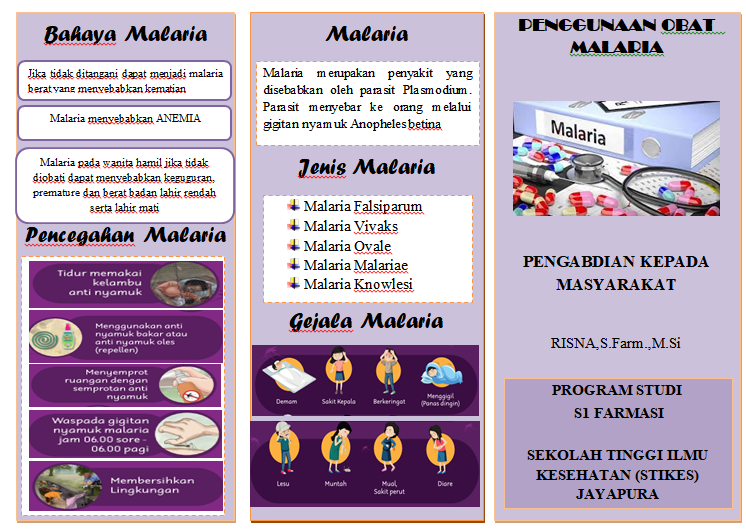 Bahaya Malaria
Jika tidak ditangani dapat menjadi malaria
berat yang menyebabkan kematian
Malaria menyebabkan ANEMIA
Malaria pada wanita hamil jika tidak
diobati dapat menyebabkan keguguran,
premature dan berat badan lahir rendah
serta lahir mati
Pencegahan Malaria
Tidur memakai
kelambu
anti nyamuk
Menggunakan anti
nyamuk bakar atau
anti nyamuk oles
(repellen)
Menyemprot
ruangan dengan
semprotan anti
nyamuk
Waspada gigitan
nyamuk malaria
jam 06.00 sore -
06.00 pagi
Membersihkan
Lingkungan
Malaria
Malaria merupakan penyakit yang
disebabkan oleh parasit Plasmodium.
Parasit menyebar ke orang melalui
gigitan nyamuk Anopheles betina
Jenis Malaria
Malaria Falsiparum
Malaria Vivaks
Malaria Ovale
Malaria Malariae
Malaria Knowlesi
Gejala Malaria
Demam
Sakit Kepala
Berkeringat
Menggigil
(Panas dingin)
Lesu
Muntah
Mual,
Sakit perut
Diare
PENGGUNAAN OBAT
MALARIA
Malaria
PENGABDIAN KEPADA
MASYARAKAT
RISNA,S.Farm.,M.Si
PROGRAM STUDI
S1 FARMASI
SEKOLAH TINGGI ILMU
KESEHATAN (STIKES)
JAYAPURA